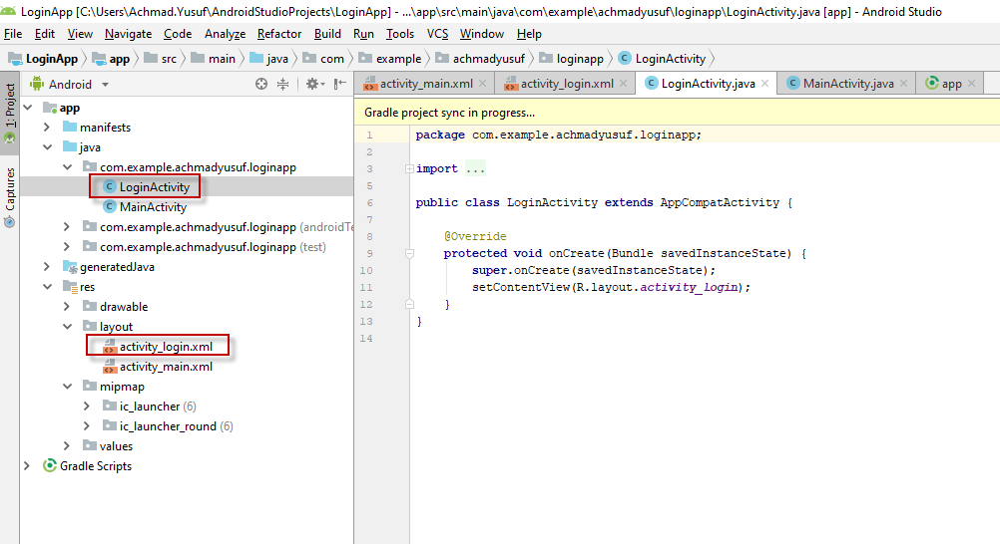 LoginApp [C:\Users\Achmad.Yusuf\AndroidStudioProjects\LoginApp] - ...\app\src\main\java\com\example\achmadyusuf\loginapp\LoginActivity.java [app] - Android Studio
File Edit View Navigate Code Analyze Refactor Build Run Tools VCS Window Help
LoginApp app src main java com example achmadyusuf loginapp LoginActivity
1: Project
Captures
Android
app
manifests
java
com.example.achmadyusuf.loginapp
LoginActivity
MainActivity
com.example.achmadyusuf.loginapp (androidTe
com.example.achmadyusuf.loginapp (test)
generatedJava
res
drawable
layout
activity_login.xml
activity_main.xml
mipmap
ic_launcher (6)
ic_launcher_round (6)
values
Gradle Scripts
activity_main.xml activity_login.xml LoginActivity.java MainActivity.java app
Gradle project sync in progress...
1 package com.example.achmadyusuf.loginapp;
2
3 import ...
5
6 public class LoginActivity extends AppCompatActivity {
7
8 @Override
9 protected void onCreate(Bundle savedInstanceState) {
10 super.onCreate(savedInstanceState);
11 setContentView(R.layout.activity_login);
12 }
13 }
14